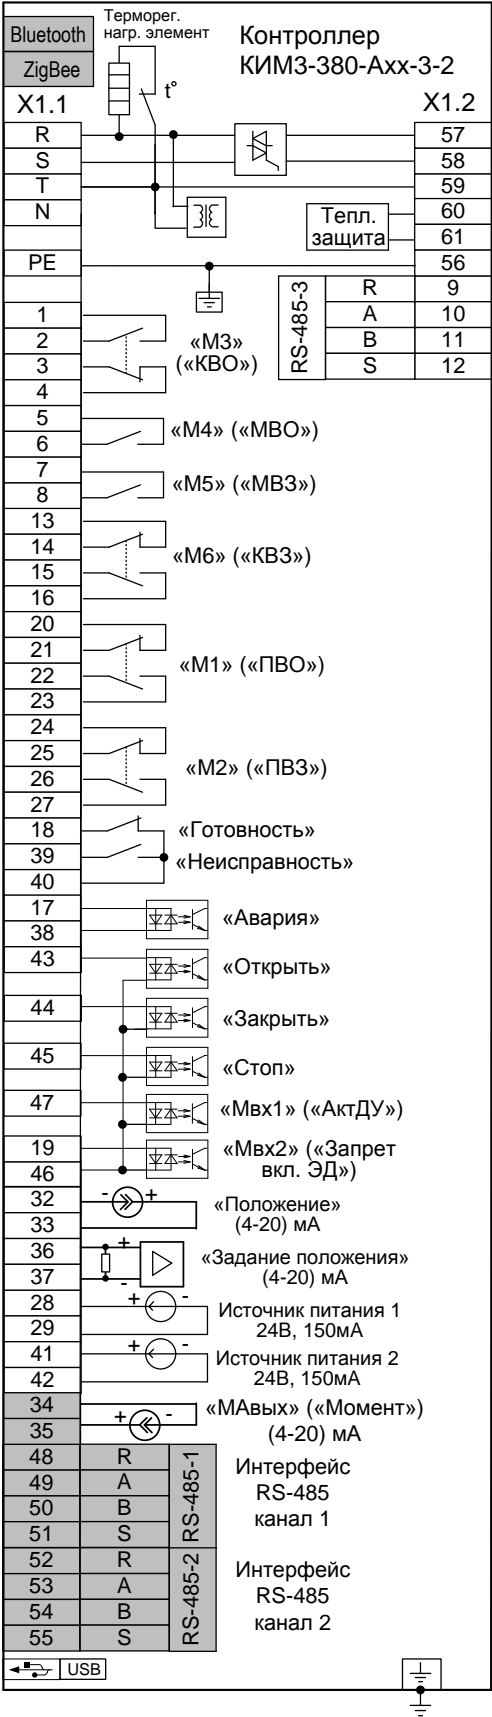 Bluetooth
ZigBee
Терморег.
нагр. элемент
t°
Контроллер
КИМ3-380-Ахх-3-2
X1.1
X1.2
R
S
T
N
PE
57
58
59
60
61
56
Тепл.
защита
RS-485-3
R 9
A 10
B 11
S 12
1
2
3
4
«М3»
(«КВО»)
5
6
«М4» («МВО»)
7
8
«М5» («МВЗ»)
13
14
15
16
«М6» («КВЗ»)
20
21
22
23
«М1» («ПВО»)
24
25
26
27
«М2» («ПВЗ»)
18
39
40
«Готовность»
«Неисправность»
17
38
«Авария»
43
«Открыть»
44
«Закрыть»
45
«Стоп»
47
«Мвх1» («АктДУ»)
19
46
«Мвх2» («Запрет
вкл. ЭД»)
32
33
- +
«Положение»
(4-20) мА
36
37
+
-
«Задание положения»
(4-20) мА
28
29
+ -
Источник питания 1
24В, 150мА
41
42
+ -
Источник питания 2
24В, 150мА
34
35
+ -
«МАвых» («Момент»)
(4-20) мА
48 R
49 A
50 B
51 S
RS-485-1
Интерфейс
RS-485
канал 1
52 R
53 A
54 B
55 S
RS-485-2
Интерфейс
RS-485
канал 2
USB